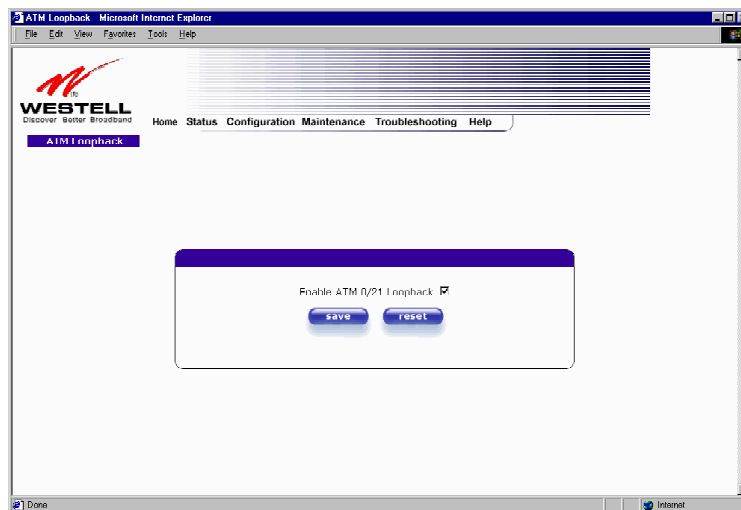 ATM Loopback Microsoft Internet Explorer
File Edit View Favorites Tools Help
WESTELL
Discover Better Broadband
Home Status Configuration Maintenance Troubleshooting Help
ATM Loopback
Enable ATM 0/21 Loopback
save reset
Done Internet